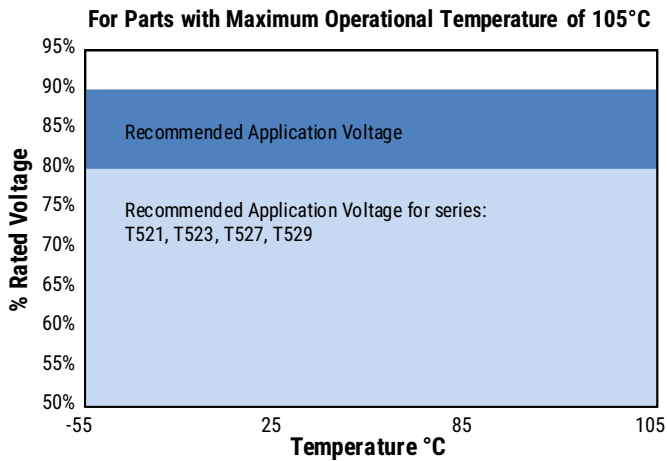 For Parts with Maximum Operational Temperature of 105°C
95%
90%
85%
80%
75%
70%
65%
60%
55%
50%
% Rated Voltage
Recommended Application Voltage
Recommended Application Voltage for series:
T521, T523, T527, T529
-55 25 85 105
Temperature °C